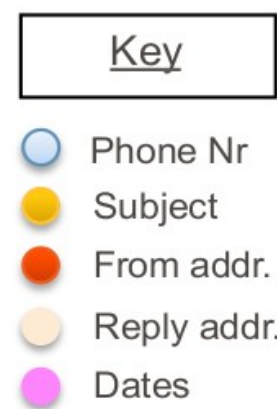 Key
Phone Nr
Subject
From addr.
Reply addr.
Dates